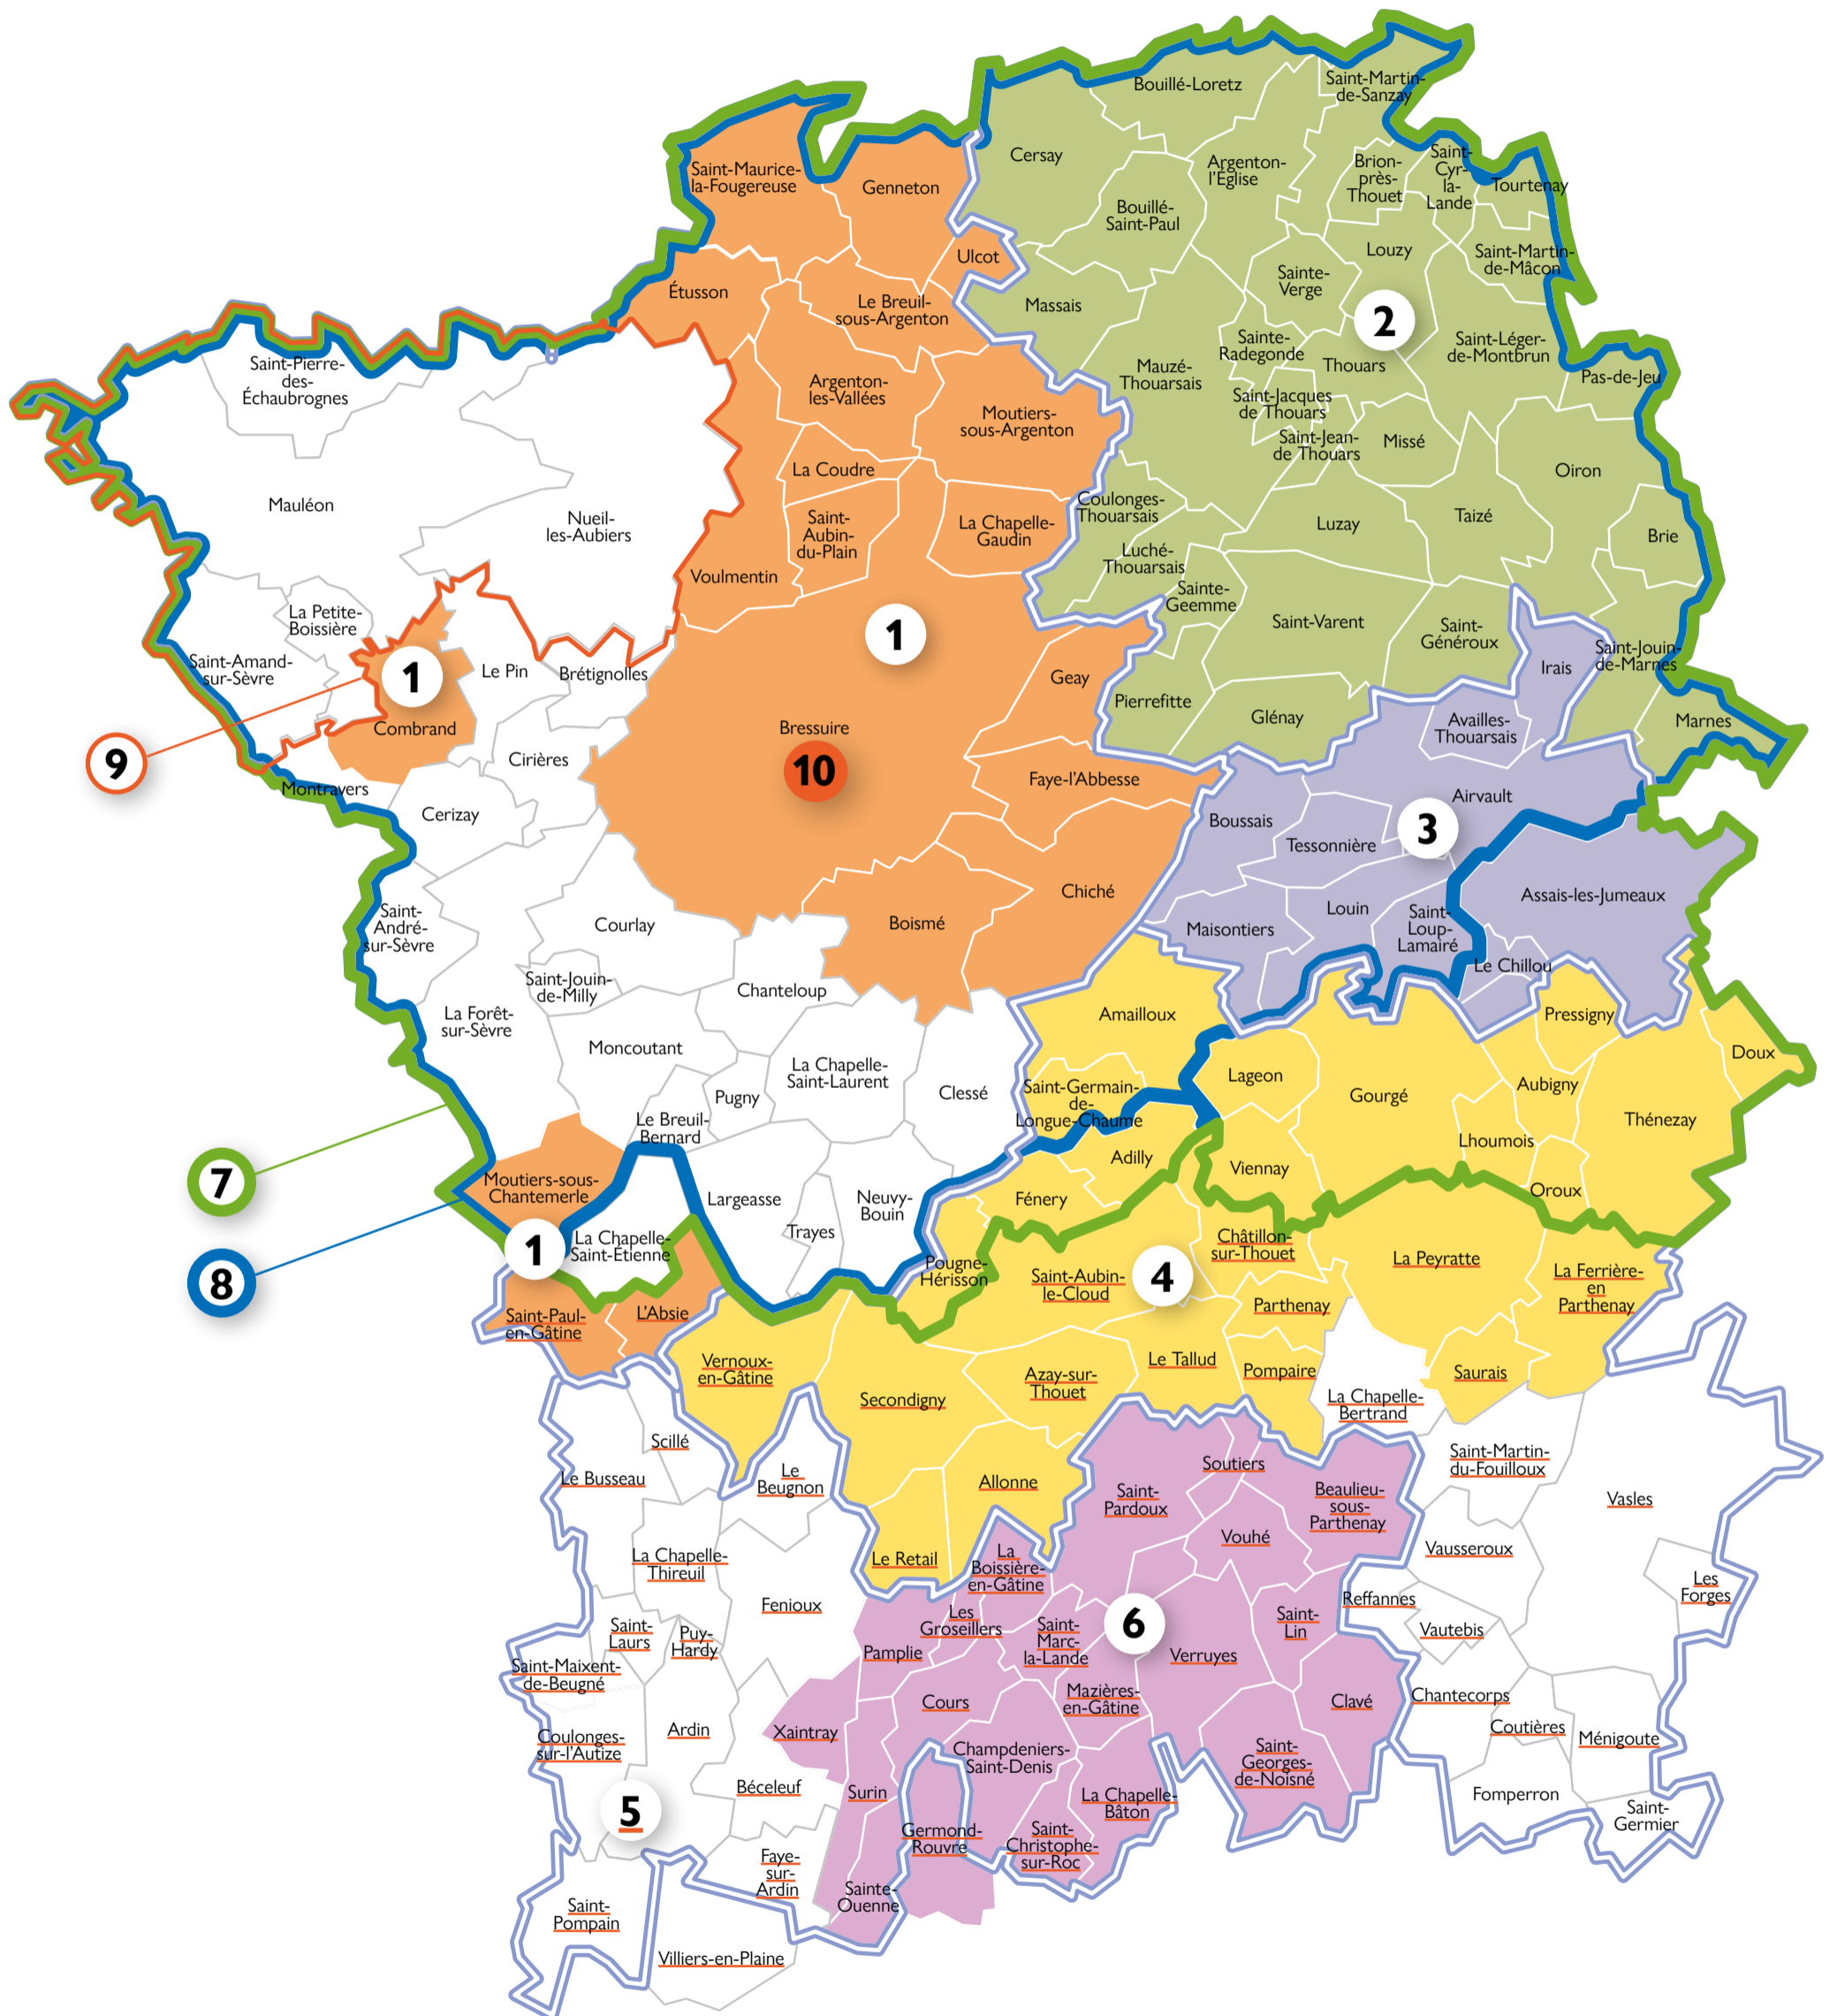 Bouillé-Loretz
Saint-Martin-
de-Sanzay
Cersay
Argenton-
l'Église
Brion-
près-
Thouet
Saint-
Cyr-
la-
Lande
Tourtenay
Saint-Maurice-
la-Fougereuse
Genneton
Bouillé-
Saint-Paul
Ulcot
Louzy
Saint-Martin-
de-Mâcon
Sainte-
Verge
Étusson
Le Breuil-
sous-Argenton
Massais
2
Sainte-
Radegonde
Saint-Léger-
de-Montbrun
Thouars
Mauzé-
Thouarsais
Pas-de-Jeu
Saint-Pierre-
des-
Échaubrognes
Argenton-
les-Vallées
Saint-Jacques
de Thouars
Moutiers-
sous-Argenton
Saint-Jean-
de Thouars
Missé
La Coudre
Oiron
Mauléon
Nueil-
les-Aubiers
Saint-
Aubin-
du-Plain
La Chapelle-
Gaudin
Coulonges-
Thouarsais
Luzay
Taizé
Brie
Luché-
Thouarsais
Voulmentin
Sainte-
Geemme
La Petite-
Boissière
Saint-Varent
Saint-
Généroux
1
Saint-Jouin-
de-Marnes
Irais
Saint-Amand-
sur-Sèvre
1
Le Pin
Brétignolles
Geay
Pierrefitte
Glénay
Availles-
Thouarsais
Marnes
Combrand
Bressuire
9
Cirières
10
Faye-l'Abbesse
Montravers
Airvault
Cerizay
Boussais
3
Tessonnière
Chiché
Assais-les-Jumeaux
Saint-
André-
sur-Sèvre
Courlay
Boismé
Maisontiers
Louin
Saint-
Loup-
Lamairé
Le Chillou
Saint-Jouin-
de-Milly
Chanteloup
La Forêt-
sur-Sèvre
Amailloux
Pressigny
Moncoutant
Doux
La Chapelle-
Saint-Laurent
Lageon
Aubigny
Gourgé
Saint-Germain-
de-
Longue-Chaume
Clessé
Pugny
Thénezay
Le Breuil-
Bernard
Lhoumois
Adilly
Viennay
7
Moutiers-sous-
Chantemerle
Largeasse
Neuvy-
Bouin
Fénery
Oroux
Trayes
1
La Chapelle-
Saint-Etienne
Châtillon-
sur-Thouet
La Peyratte
8
Pougne-
Hérisson
Saint-Aubin-
le-Cloud
4
La Ferrière-
en
Parthenay
Saint-Paul-
en-Gâtine
L'Absie
Parthenay
Vernoux-
en-Gâtine
Le Tallud
Pompaire
Saurais
Azay-sur-
Thouet
Secondigny
La Chapelle-
Bertrand
Scillé
Saint-Martin-
du-Fouilloux
Le Busseau
Le
Beugnon
Allonne
Soutiers
Saint-
Pardoux
Beaulieu-
sous-
Parthenay
Vasles
Vouhé
Vausseroux
La Chapelle-
Thireuil
Le Retail
La
Boissière-
en-Gâtine
Les
Forges
Fenioux
Reffannes
Les
Groseillers
Saint-
Marc-
la-Lande
6
Saint-
Lin
Vautebis
Saint-
Laurs
Puy-
Hardy
Pamplie
Verruyes
Saint-Maixent-
de-Beugné
Cours
Mazières-
en-Gâtine
Clavé
Chantecorps
Ardin
Xaintray
Coutières
Ménigoute
Coulonges-
sur-l'Autize
Champdeniers-
Saint-Denis
Saint-
Georges-
de-Noisné
Béceleuf
Surin
La Chapelle-
Bâton
Fomperron
5
Saint-
Germier
Germond-
Rouvre
Saint-
Christophe-
sur-Roc
Faye-
sur-
Ardin
Sainte-
Ouenne
Saint-
Pompain
Villiers-en-Plaine